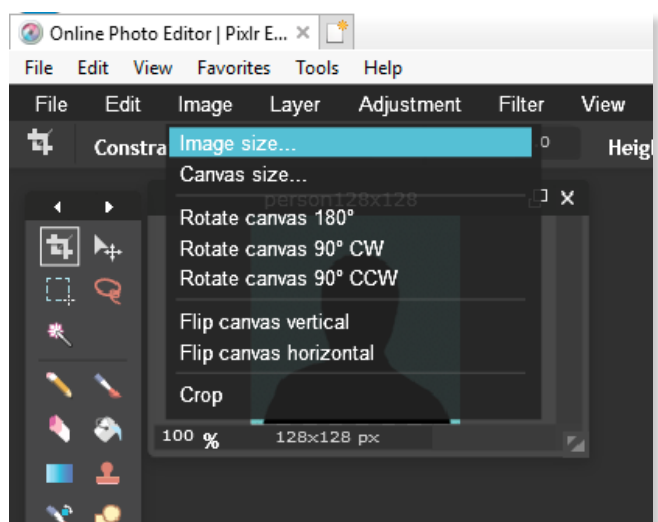 Online Photo Editor | Pixlr E...
File Edit View Favorites Tools Help
File Edit Image Layer Adjustment Filter View
Constra 0 Heigl
Image size...
Canvas size...
person128x128
Rotate canvas 180°
Rotate canvas 90° CW
Rotate canvas 90° CCW
Flip canvas vertical
Flip canvas horizontal
Crop
100 % 128x128 px